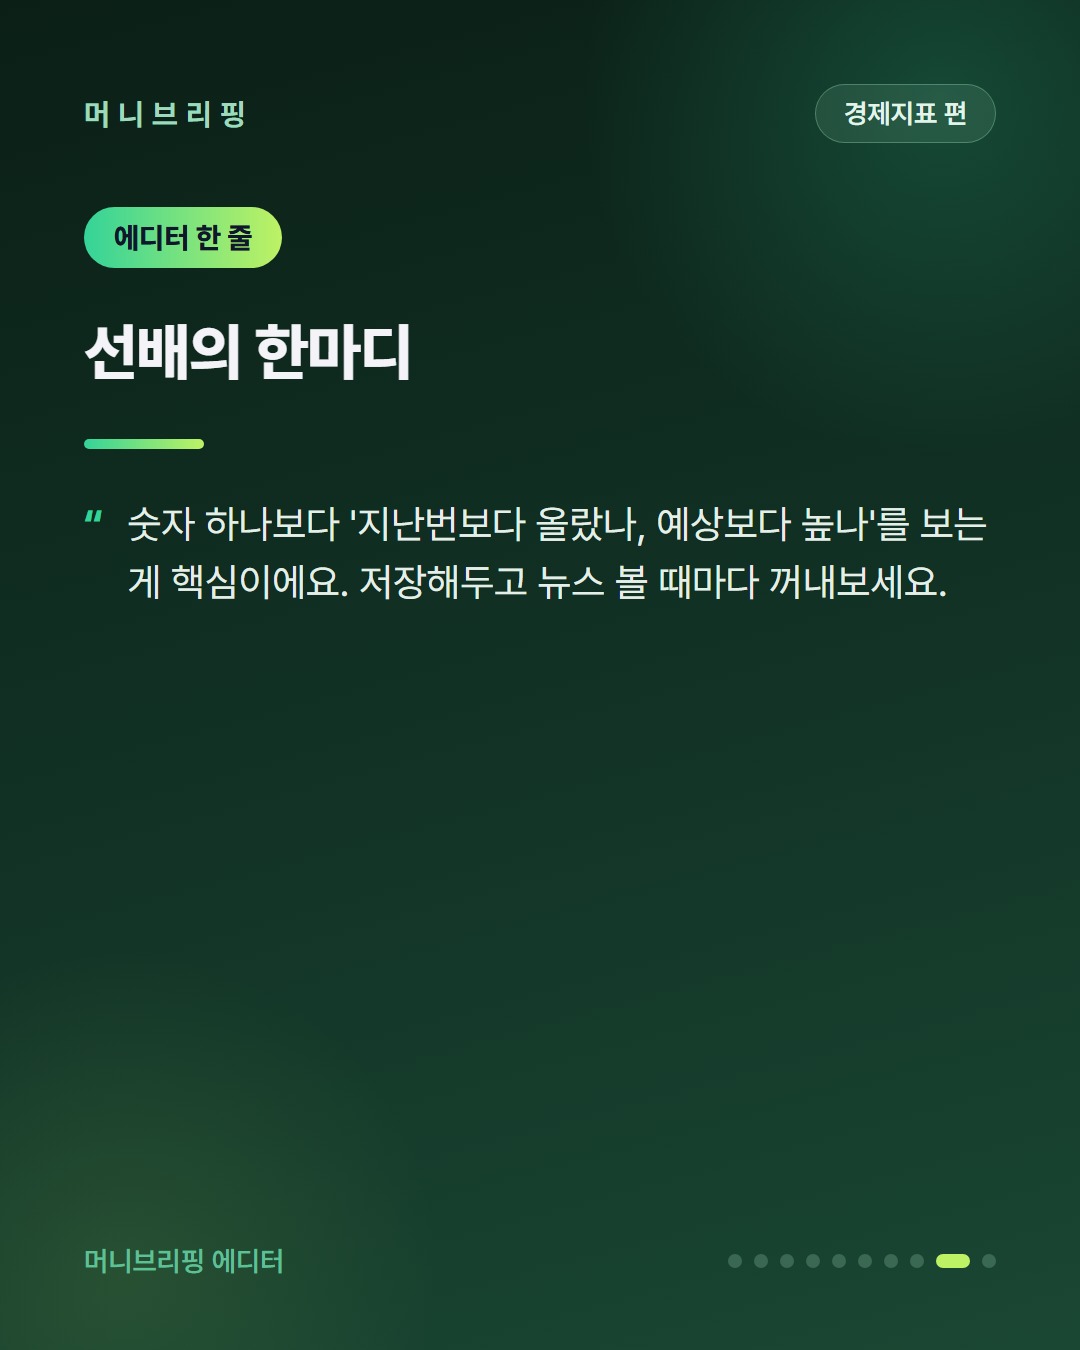 머니브리핑
경제지표 편
에디터 한 줄
선배의 한마디
“ 숫자 하나보다 '지난번보다 올랐나, 예상보다 높나'를 보는
게 핵심이에요. 저장해두고 뉴스 볼 때마다 꺼내보세요.
머니브리핑 에디터